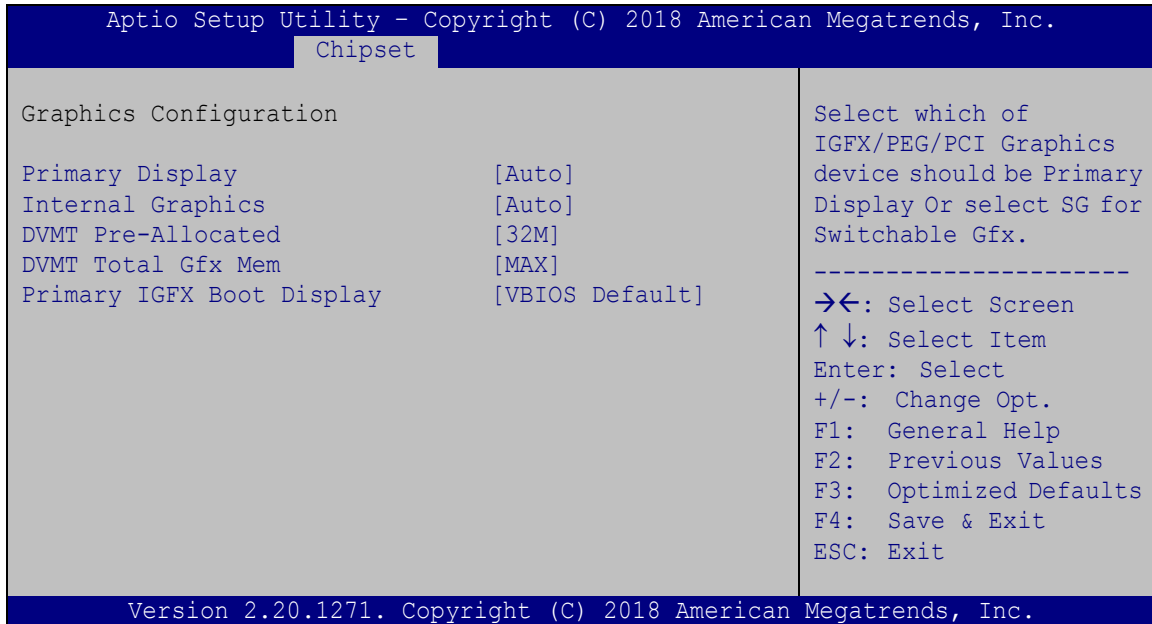 Aptio Setup Utility – Copyright (C) 2018 American Megatrends, Inc.
Chipset
Graphics Configuration
Primary Display [Auto]
Internal Graphics [Auto]
DVMT Pre-Allocated [32M]
DVMT Total Gfx Mem [MAX]
Primary IGFX Boot Display [VBIOS Default]
Select which of
IGFX/PEG/PCI Graphics
device should be Primary
Display Or select SG for
Switchable Gfx.
----------------------
→←: Select Screen
↑ ↓: Select Item
Enter: Select
+/-: Change Opt.
F1: General Help
F2: Previous Values
F3: Optimized Defaults
F4: Save & Exit
ESC: Exit
Version 2.20.1271. Copyright (C) 2018 American Megatrends, Inc.